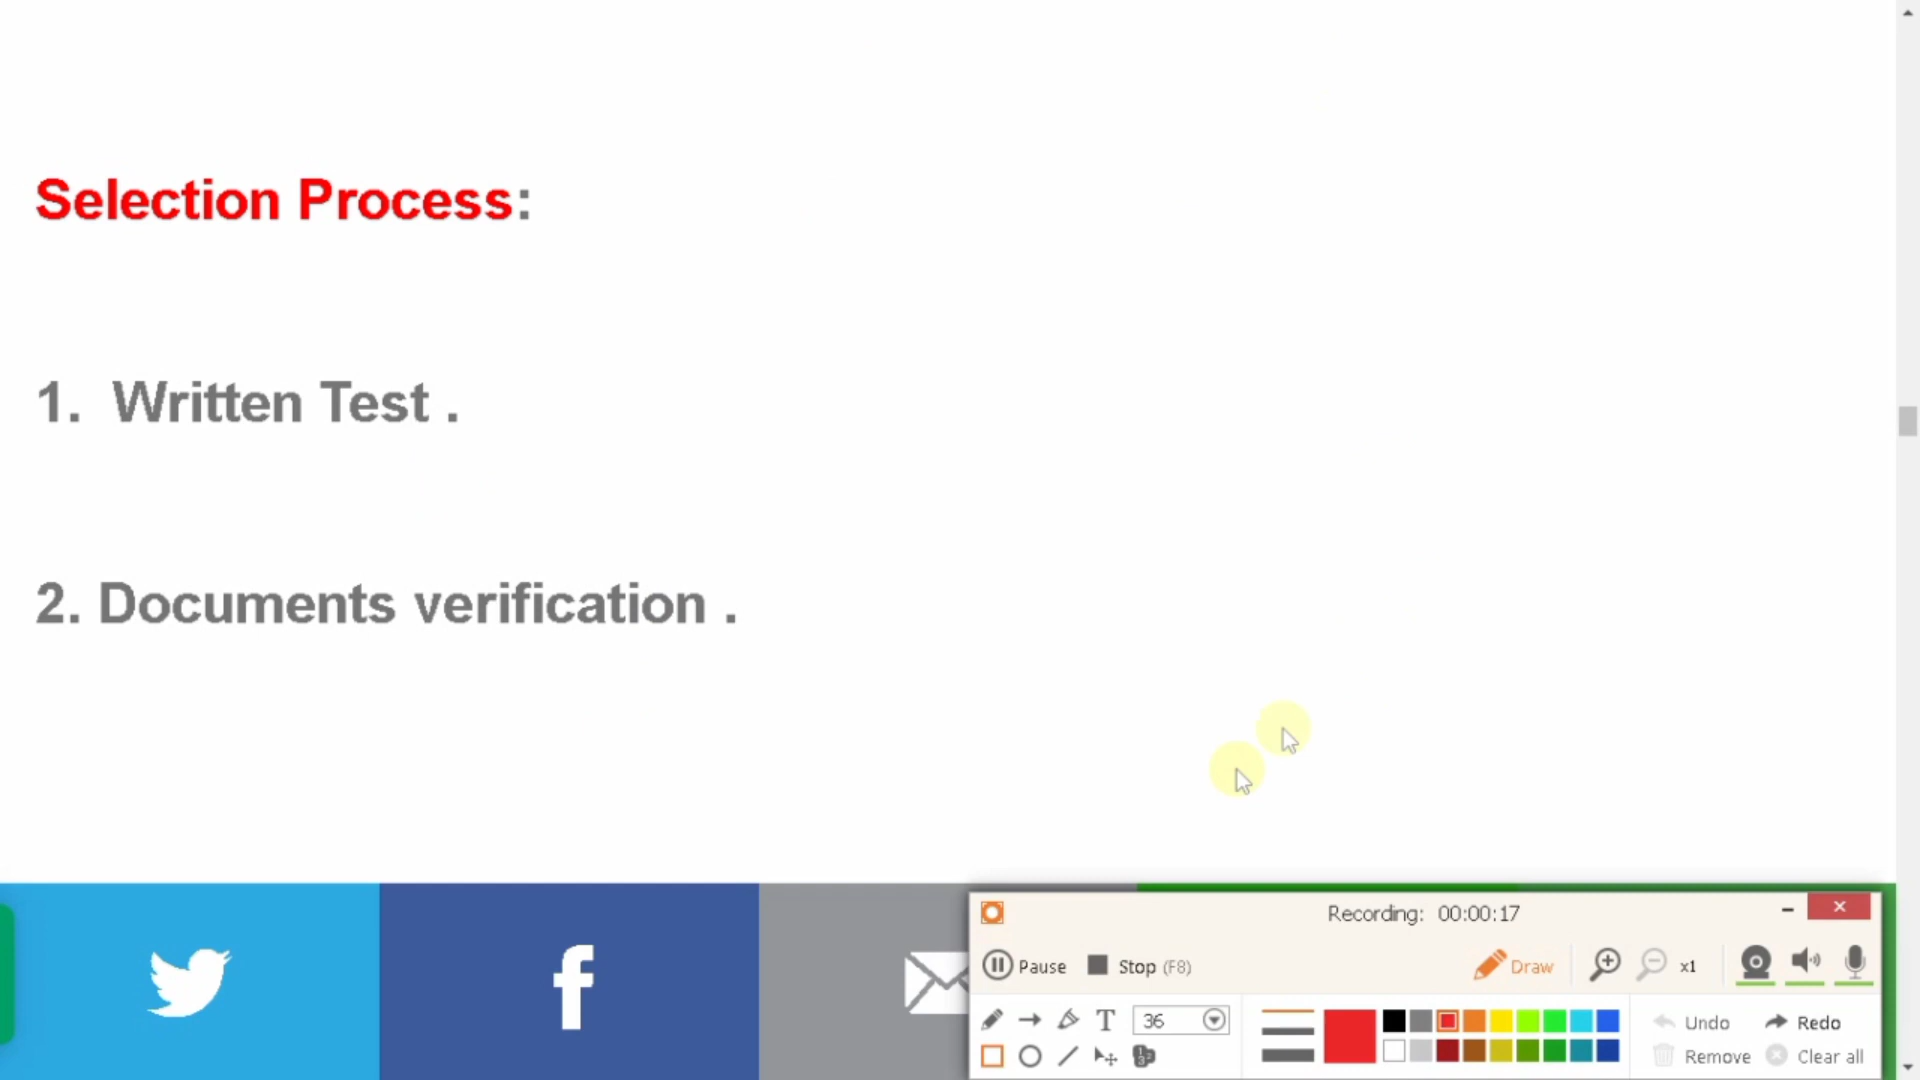 Selection Process:
1. Written Test .
2. Documents verification .
Recording: 00:00:17
Pause Stop (F8) Draw x1
T 36 Undo Redo
Remove Clear all